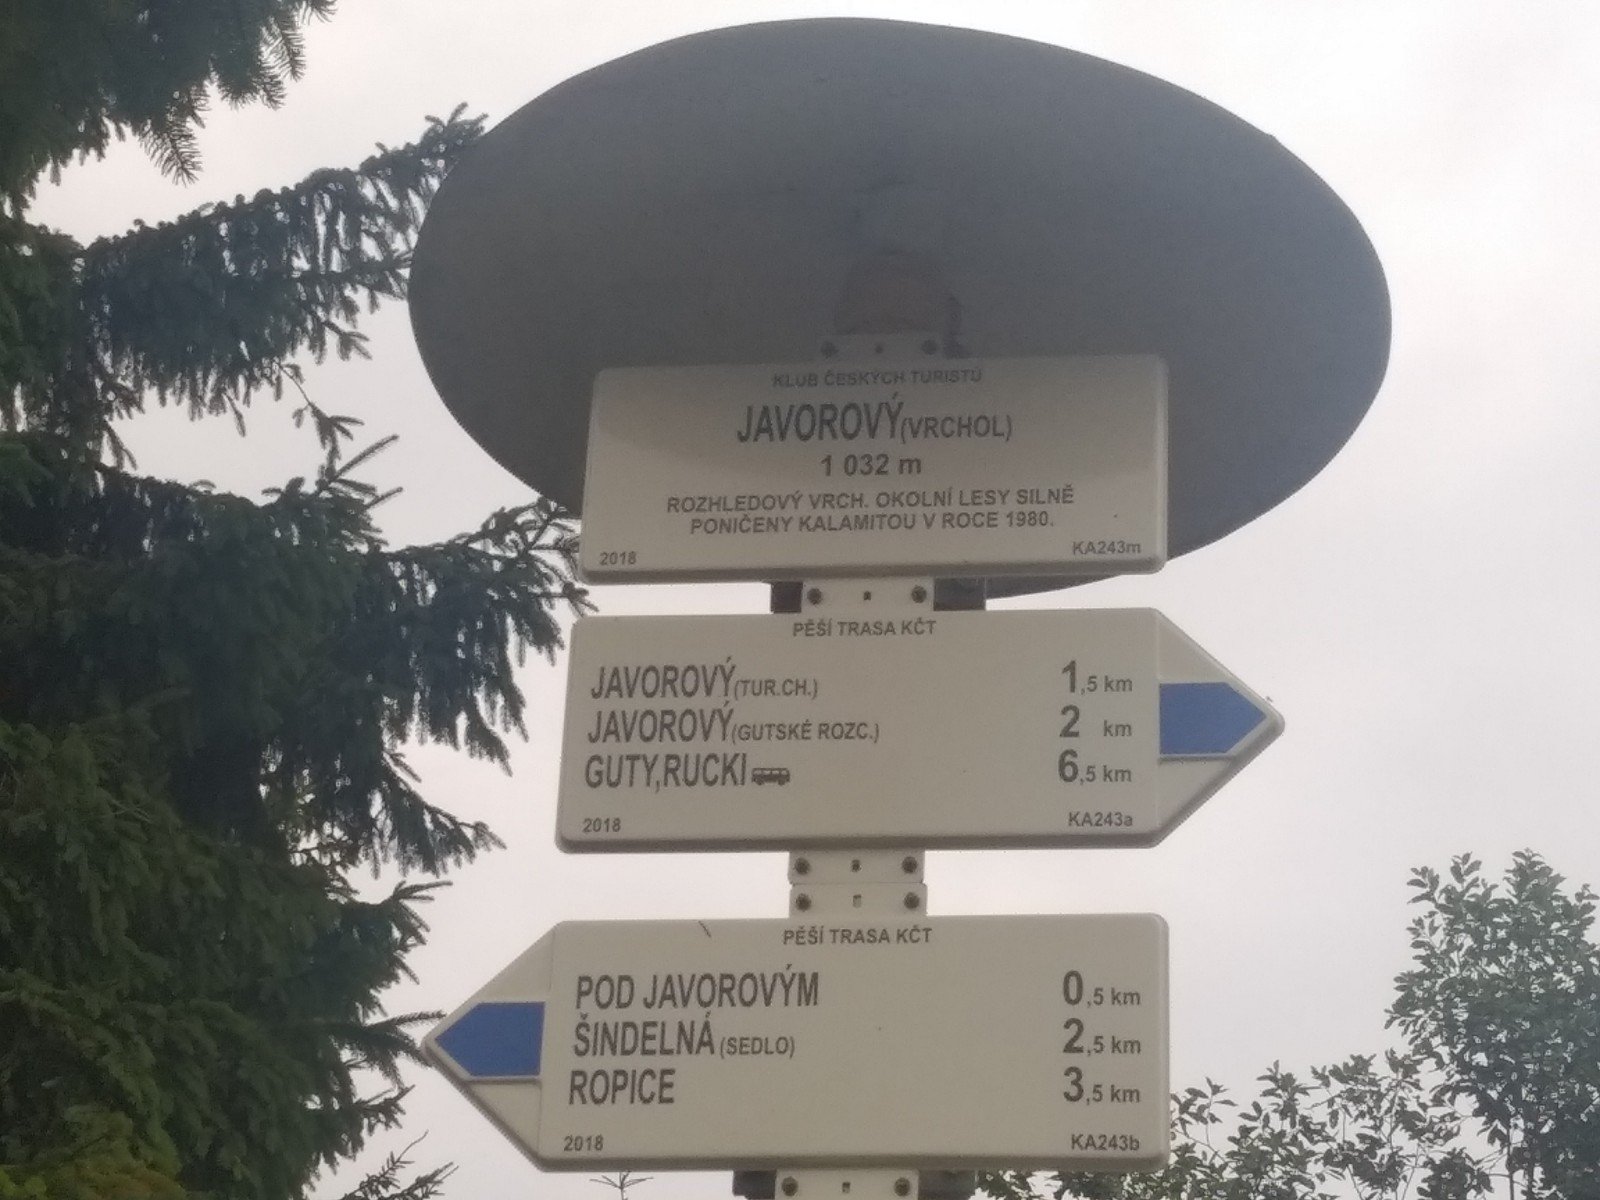 KLUB ČESKÝCH TURISTŮ
JAVOROVÝ(VRCHOL)
1 032 m
ROZHLEDOVÝ VRCH. OKOLNÍ LESY SILNĚ
PONIČENY KALAMITOU V ROCE 1980.
2018 KA243m
PĚŠÍ TRASA KČT
JAVOROVÝ(TUR.CH.) 1,5 km
JAVOROVÝ(GUTSKÉ ROZC.) 2 km
GUTY,RUCKI 6,5 km
2018 KA243a
PĚŠÍ TRASA KČT
POD JAVOROVÝM 0,5 km
ŠINDELNÁ(SEDLO) 2,5 km
ROPICE 3,5 km
2018 KA243b